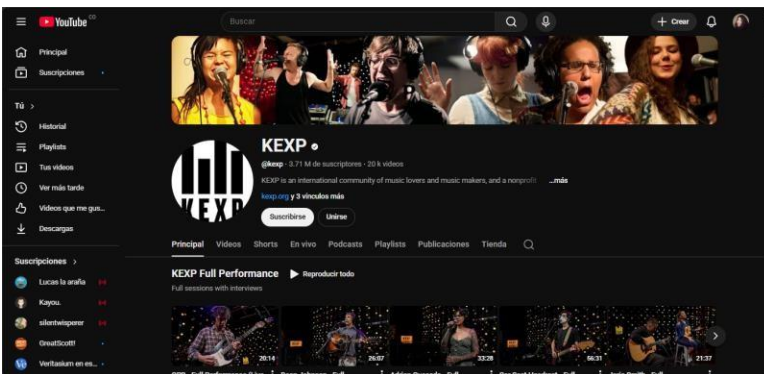 YouTube CO
Buscar
+ Crear
Principal
Suscripciones
Tú >
Historial
Playlists
Tus videos
Ver más tarde
Videos que me gus...
Descargas
Suscripciones >
Lucas la araña
Kayou.
silentwisperer
GreatScott!
Veritasium en es...
KEXP
@kexp · 3.71 M de suscriptores · 20 k videos
KEXP is an international community of music lovers and music makers, and a nonprofit ...más
kexp.org y 3 vínculos más
Suscribirse
Unirse
KEXP
Principal Videos Shorts En vivo Podcasts Playlists Publicaciones Tienda
KEXP Full Performance Reproducir todo
Full sessions with interviews
20:14
26:07
33:28
56:31
21:37